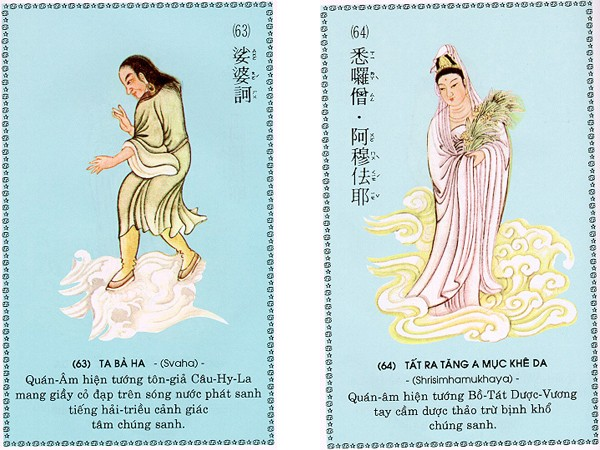 (63)
娑婆訶
(63) TA BÀ HA - (Svaha) -
Quán-Âm hiện tướng tôn-giả Câu-Hy-La
mang giầy cỏ đạp trên sóng nước phát sanh
tiếng hải-triều cảnh giác
tâm chúng sanh.
(64)
悉囉僧·阿穆佉耶
(64) TẤT RA TĂNG A MỤC KHÊ DA
- (Shrisimhamukhaya) -
Quán-âm hiện tướng Bồ-Tát Dược-Vương
tay cầm dược thảo trừ bịnh khổ
chúng sanh.